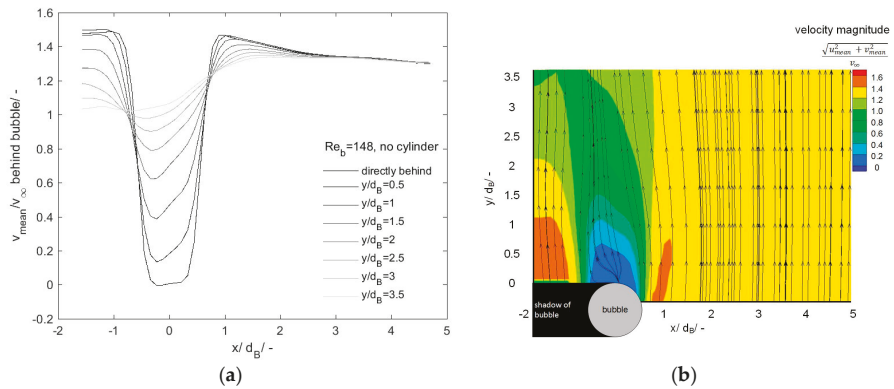 (a)
1.6
1.4
1.2
1
0.8
0.6
0.4
0.2
0
-0.2
v_mean/v_∞ behind bubble/ -
Re_b=148, no cylinder
directly behind
y/d_B=0.5
y/d_B=1
y/d_B=1.5
y/d_B=2
y/d_B=2.5
y/d_B=3
y/d_B=3.5
-2 -1 0 1 2 3 4 5
x/ d_B/ -
(a)
velocity magnitude
√(u²_mean + v²_mean)
v_∞
1.6
1.4
1.2
1.0
0.8
0.6
0.4
0.2
0
3.5
3
2.5
2
1.5
1
0.5
0
y/ d_B/ -
shadow of
bubble
bubble
-2 1 2 3 4 5
x/ d_B/ -
(b)